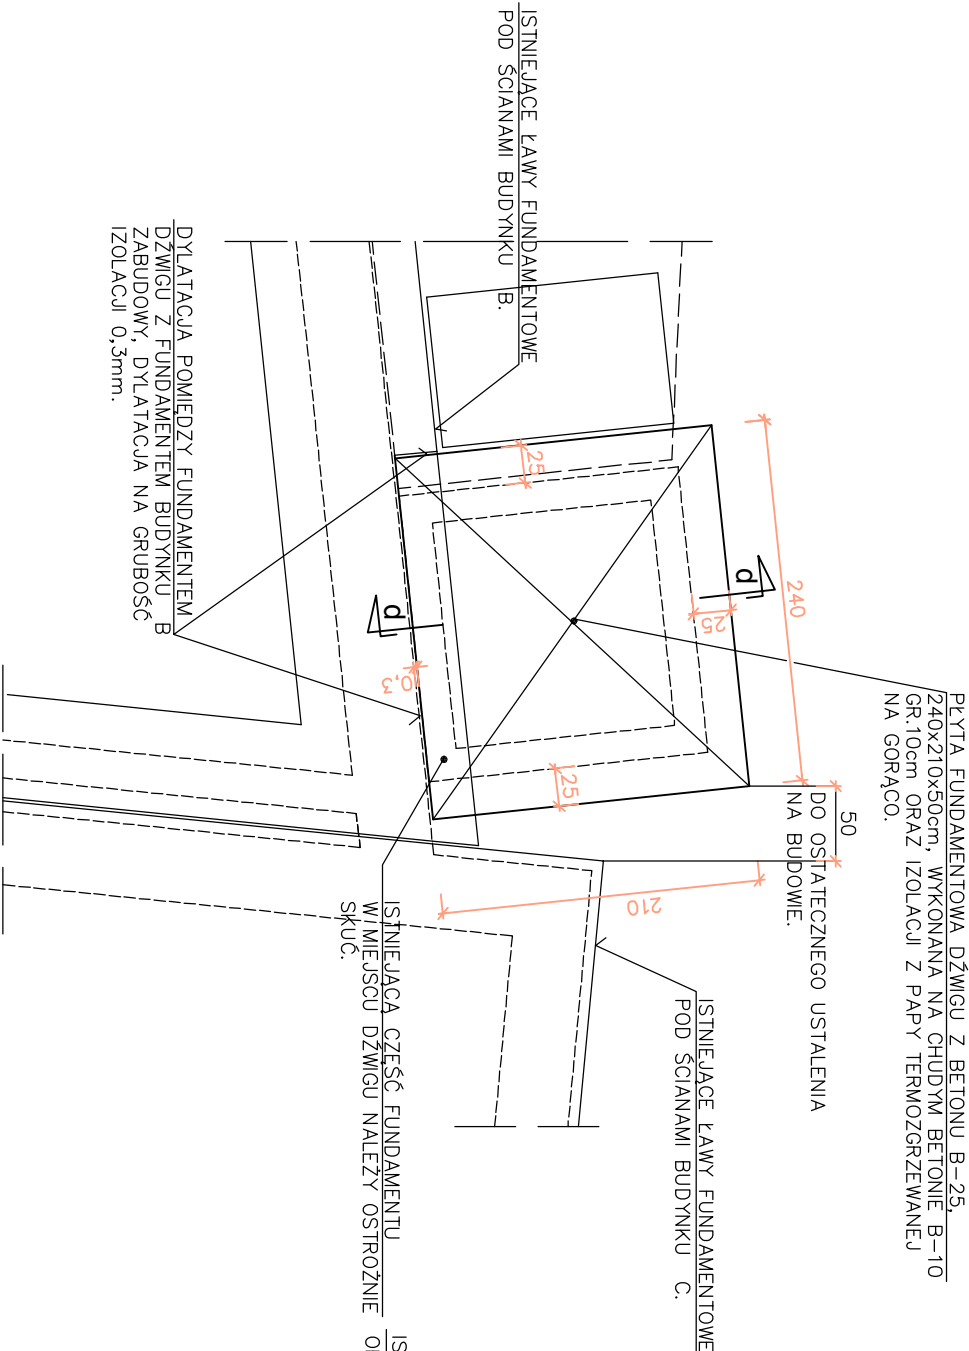 PŁYTA FUNDAMENTOWA DŹWIGU Z BETONU B-25,
240x210x50cm, WYKONANA NA CHUDYM BETONIE B-10
GR.10cm ORAZ IZOLACJI Z PAPY TERMOZGRZEWANEJ
NA GORĄCO.
50
DO OSTATECZNEGO USTALENIA
NA BUDOWIE.
240
25
d
210
ISTNIEJĄCE ŁAWY FUNDAMENTOWE
POD ŚCIANAMI BUDYNKU C.
25
25
ISTNIEJĄCE ŁAWY FUNDAMENTOWE
POD ŚCIANAMI BUDYNKU B.
d
0,3
ISTNIEJĄCĄ CZĘŚĆ FUNDAMENTU
W MIEJSCU DŹWIGU NALEŻY OSTROŻNIE
SKUĆ.
DYLATACJA POMIĘDZY FUNDAMENTEM
DŹWIGU Z FUNDAMENTEM BUDYNKU B
ZABUDOWY, DYLATACJA NA GRUBOŚĆ
IZOLACJI 0,3mm.
IS